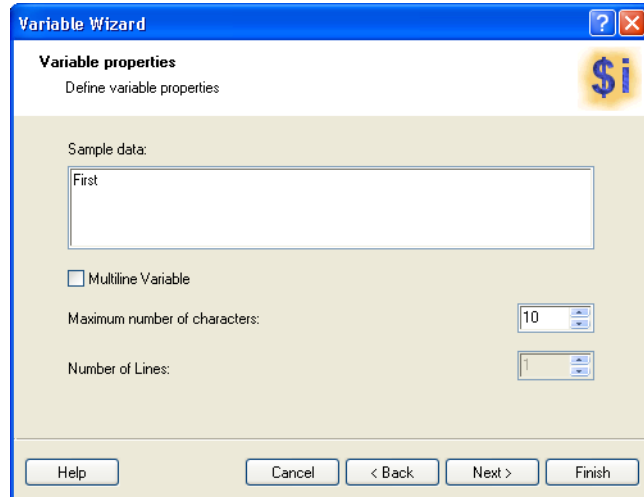 Variable Wizard
Variable properties
Define variable properties
$i
Sample data:
First
Multiline Variable
Maximum number of characters: 10
Number of Lines: 1
Help Cancel < Back Next > Finish